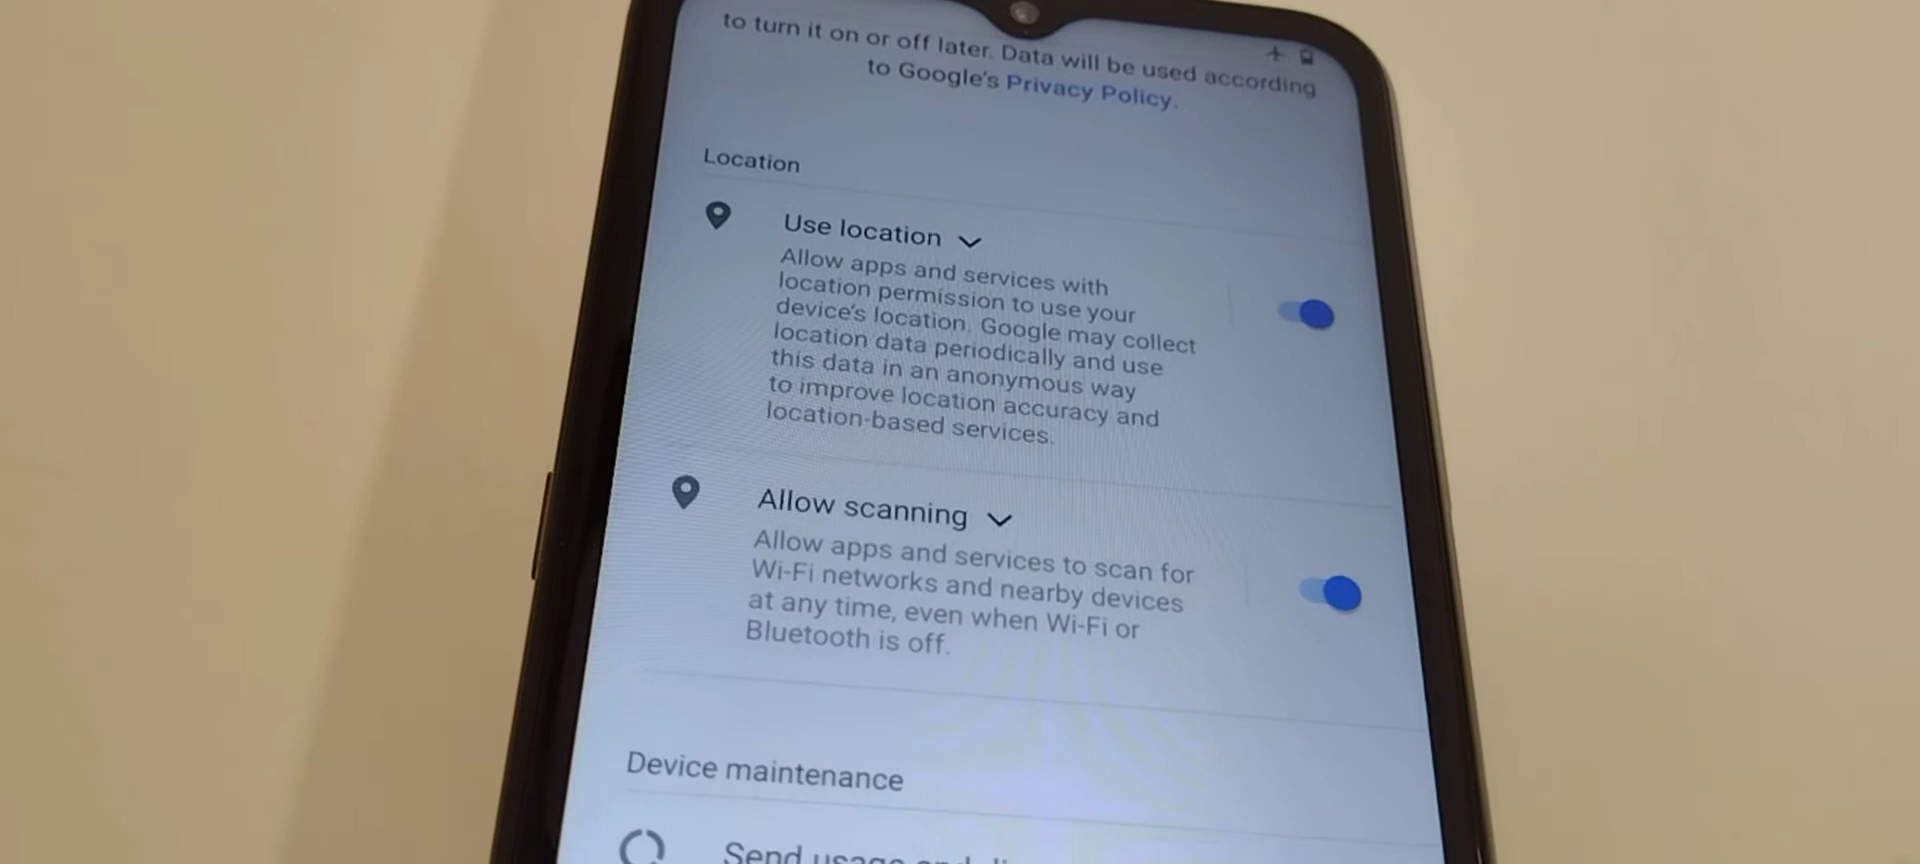 to turn it on or off later. Data will be used according
to Google's Privacy Policy.
Location
Use location
Allow apps and services with
location permission to use your
device's location. Google may collect
location data periodically and use
this data in an anonymous way
to improve location accuracy and
location-based services.
Allow scanning
Allow apps and services to scan for
Wi-Fi networks and nearby devices
at any time, even when Wi-Fi or
Bluetooth is off.
Device maintenance
Send usage and